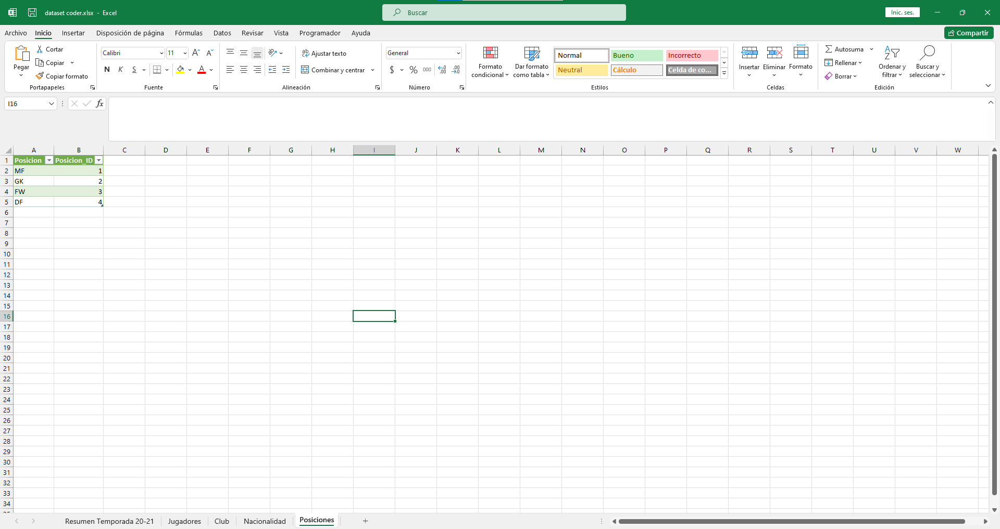 dataset coder.xlsx - Excel
Buscar
Inic. ses.
Archivo Inicio Insertar Disposición de página Fórmulas Datos Revisar Vista Programador Ayuda
Compartir
Pegar
Cortar
Copiar
Copiar formato
Portapapeles
Calibri 11
N K S
Fuente
Ajustar texto
Combinar y centrar
Alineación
General
$ % 000
Número
Formato condicional
Dar formato como tabla
Normal Bueno Incorrecto
Neutral Cálculo Celda de co...
Estilos
Insertar Eliminar Formato
Celdas
Autosuma
Rellenar
Borrar
Ordenar y filtrar
Buscar y seleccionar
Edición
I16
fx
A B C D E F G H I J K L M N O P Q R S T U V W
1 Posicion Posicion_ID
2 MF 1
3 GK 2
4 FW 3
5 DF 4
6
7
8
9
10
11
12
13
14
15
16
17
18
19
20
21
22
23
24
25
26
27
28
29
30
31
32
33
34
Resumen Temporada 20-21 Jugadores Club Nacionalidad Posiciones